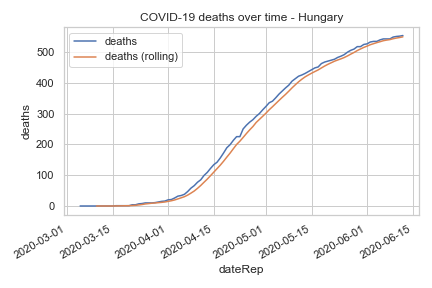 COVID-19 deaths over time - Hungary
deaths
deaths (rolling)
500
400
300
200
100
0
deaths
2020-03-01
2020-03-15
2020-04-01
2020-04-15
2020-05-01
2020-05-15
2020-06-01
2020-06-15
dateRep